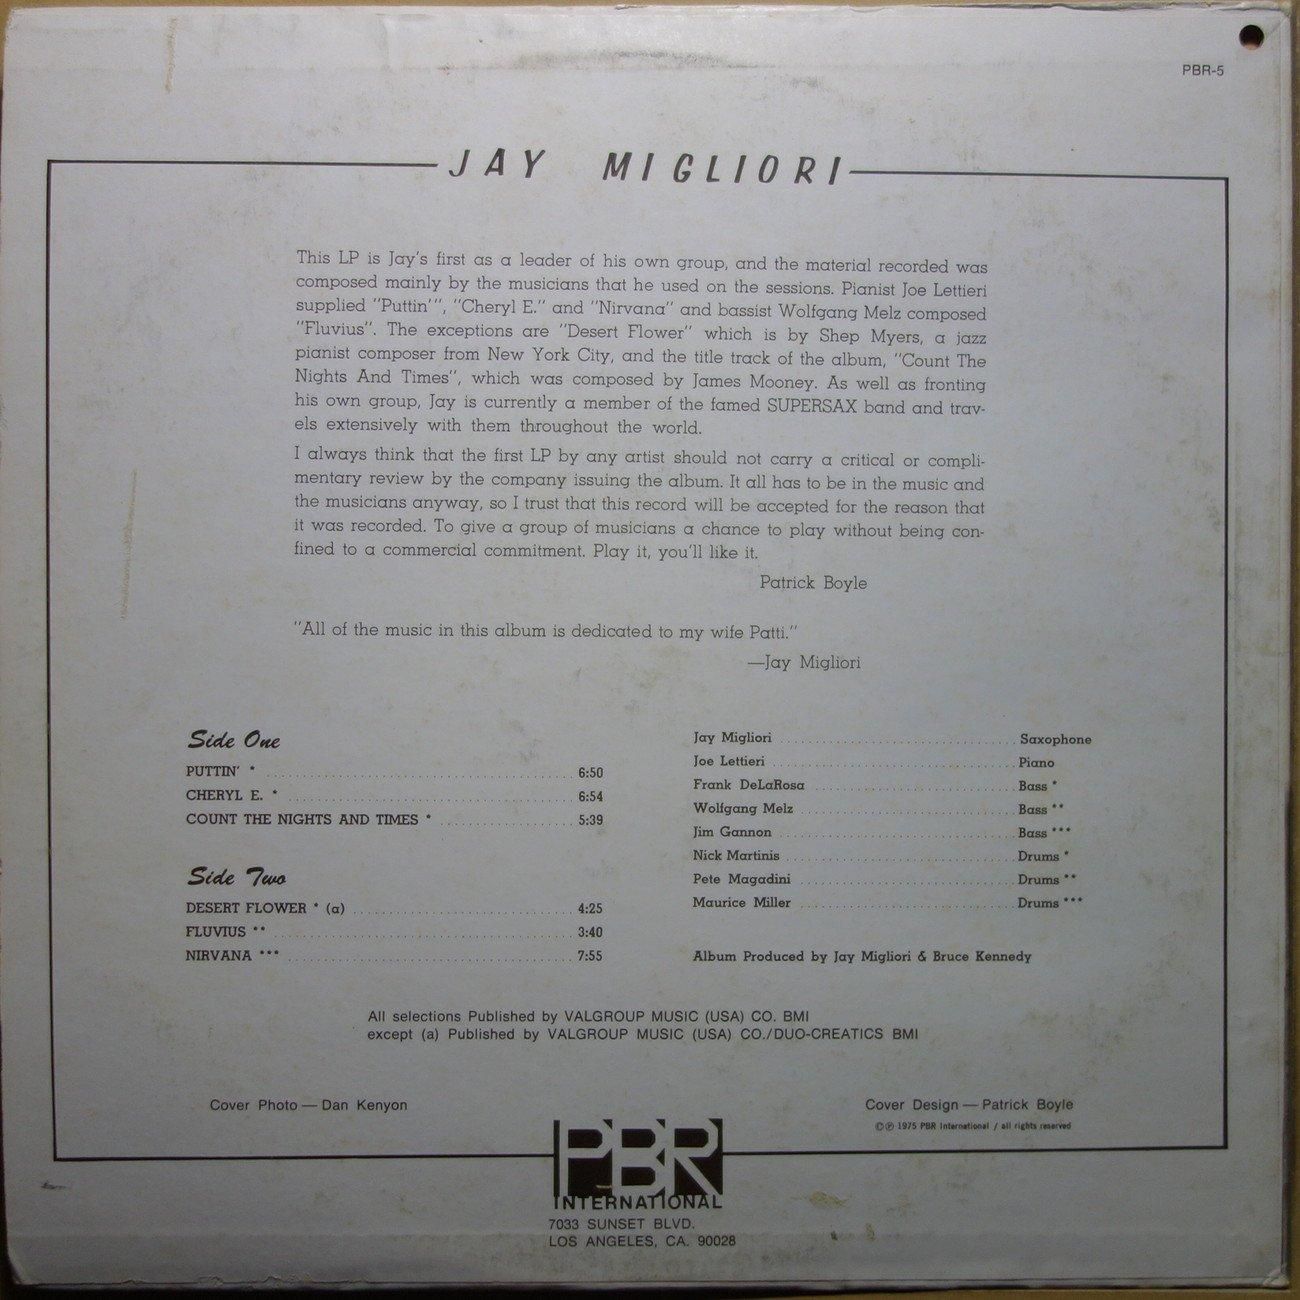 PBR-5
JAY MIGLIORI
This LP is Jay's first as a leader of his own group, and the material recorded was
composed mainly by the musicians that he used on the sessions. Pianist Joe Lettieri
supplied "Puttin'", "Cheryl E." and "Nirvana" and bassist Wolfgang Melz composed
"Fluvius". The exceptions are "Desert Flower" which is by Shep Myers, a jazz
pianist composer from New York City, and the title track of the album, "Count The
Nights And Times", which was composed by James Mooney. As well as fronting
his own group, Jay is currently a member of the famed SUPERSAX band and trav-
els extensively with them throughout the world.
I always think that the first LP by any artist should not carry a critical or compli-
mentary review by the company issuing the album. It all has to be in the music and
the musicians anyway, so I trust that this record will be accepted for the reason that
it was recorded. To give a group of musicians a chance to play without being con-
fined to a commercial commitment. Play it, you'll like it.
Patrick Boyle
"All of the music in this album is dedicated to my wife Patti."
—Jay Migliori
Side One
PUTTIN' * 6:50
CHERYL E. * 6:54
COUNT THE NIGHTS AND TIMES * 5:39
Side Two
DESERT FLOWER * (a) 4:25
FLUVIUS ** 3:40
NIRVANA *** 7:55
Jay Migliori Saxophone
Joe Lettieri Piano
Frank DeLaRosa Bass *
Wolfgang Melz Bass **
Jim Gannon Bass ***
Nick Martinis Drums *
Pete Magadini Drums **
Maurice Miller Drums ***
Album Produced by Jay Migliori & Bruce Kennedy
All selections Published by VALGROUP MUSIC (USA) CO. BMI
except (a) Published by VALGROUP MUSIC (USA) CO./DUO-CREATICS BMI
Cover Photo — Dan Kenyon
Cover Design — Patrick Boyle
©℗ 1975 PBR International / all rights reserved
PBR
INTERNATIONAL
7033 SUNSET BLVD.
LOS ANGELES, CA. 90028